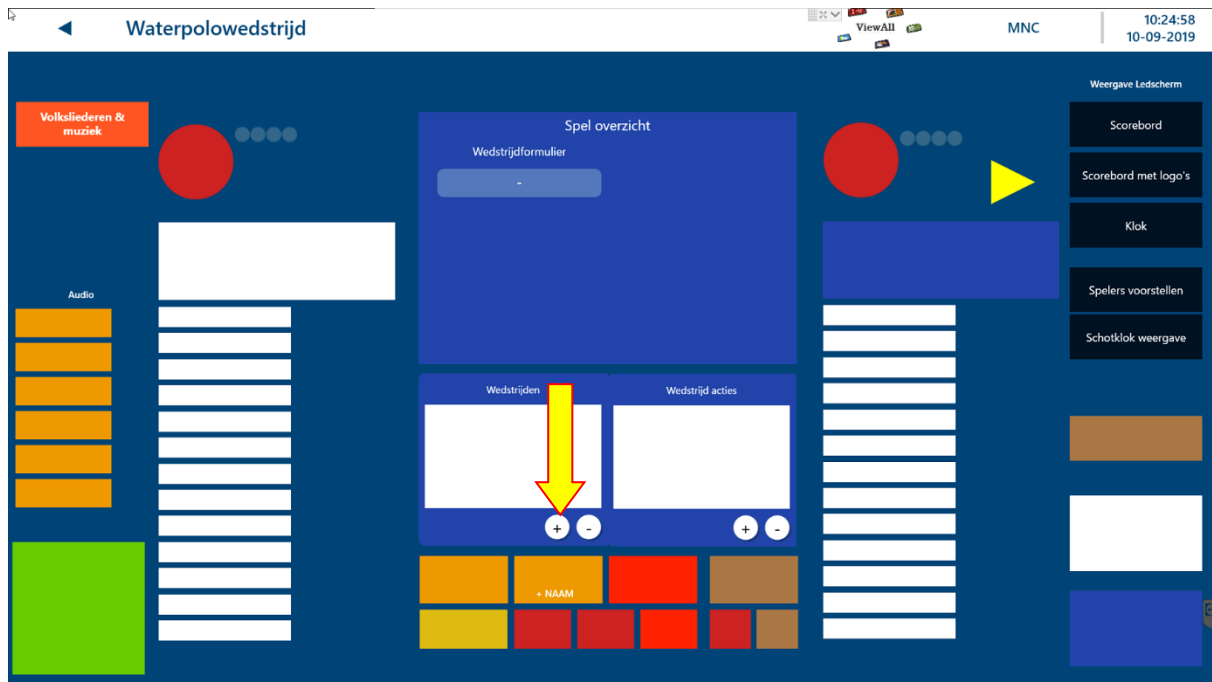 Waterpolowedstrijd
ViewAll
MNC
10:24:58
10-09-2019
Weergave Ledscherm
Volksliederen &
muziek
Spel overzicht
Scorebord
Wedstrijdformulier
-
Scorebord met logo's
Klok
Audio
Spelers voorstellen
Schotklok weergave
Wedstrijden
Wedstrijd acties
+ -
+ -
+ NAAM